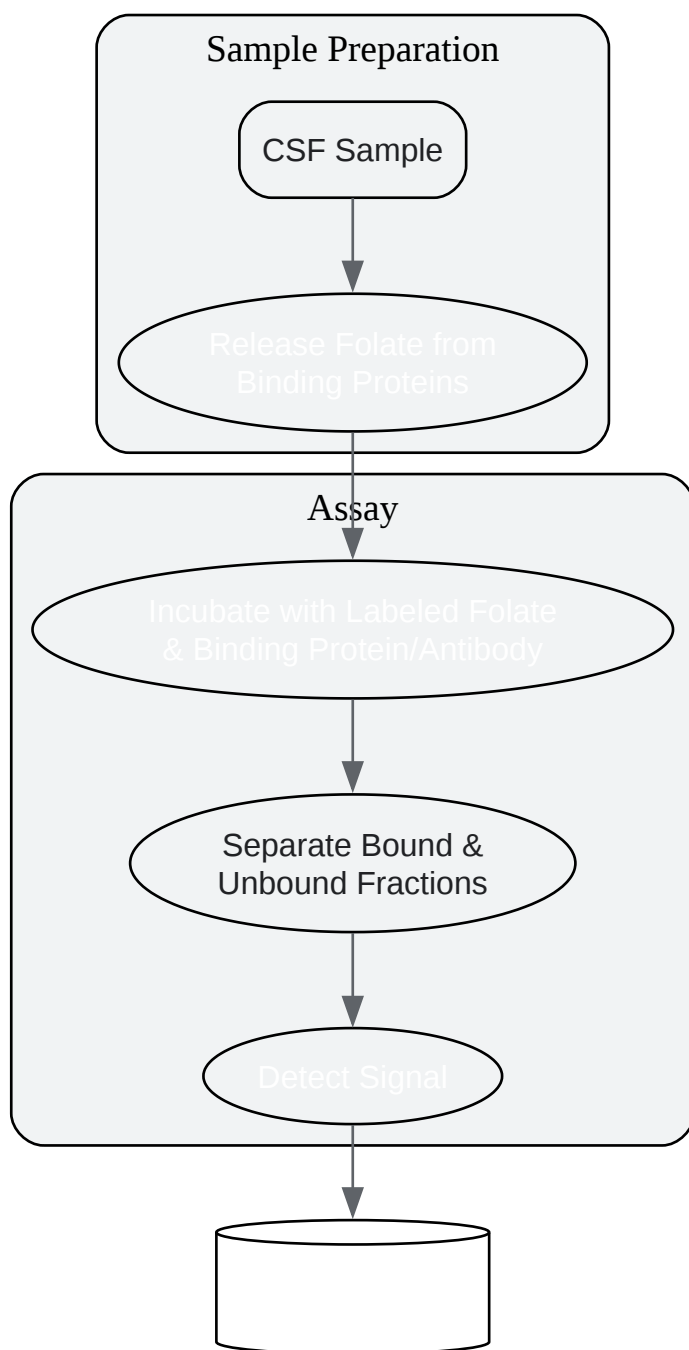 Sample Preparation
CSF Sample
Release Folate from
Binding Proteins
Assay
Incubate with Labeled Folate
& Binding Protein/Antibody
Separate Bound &
Unbound Fractions
Detect Signal